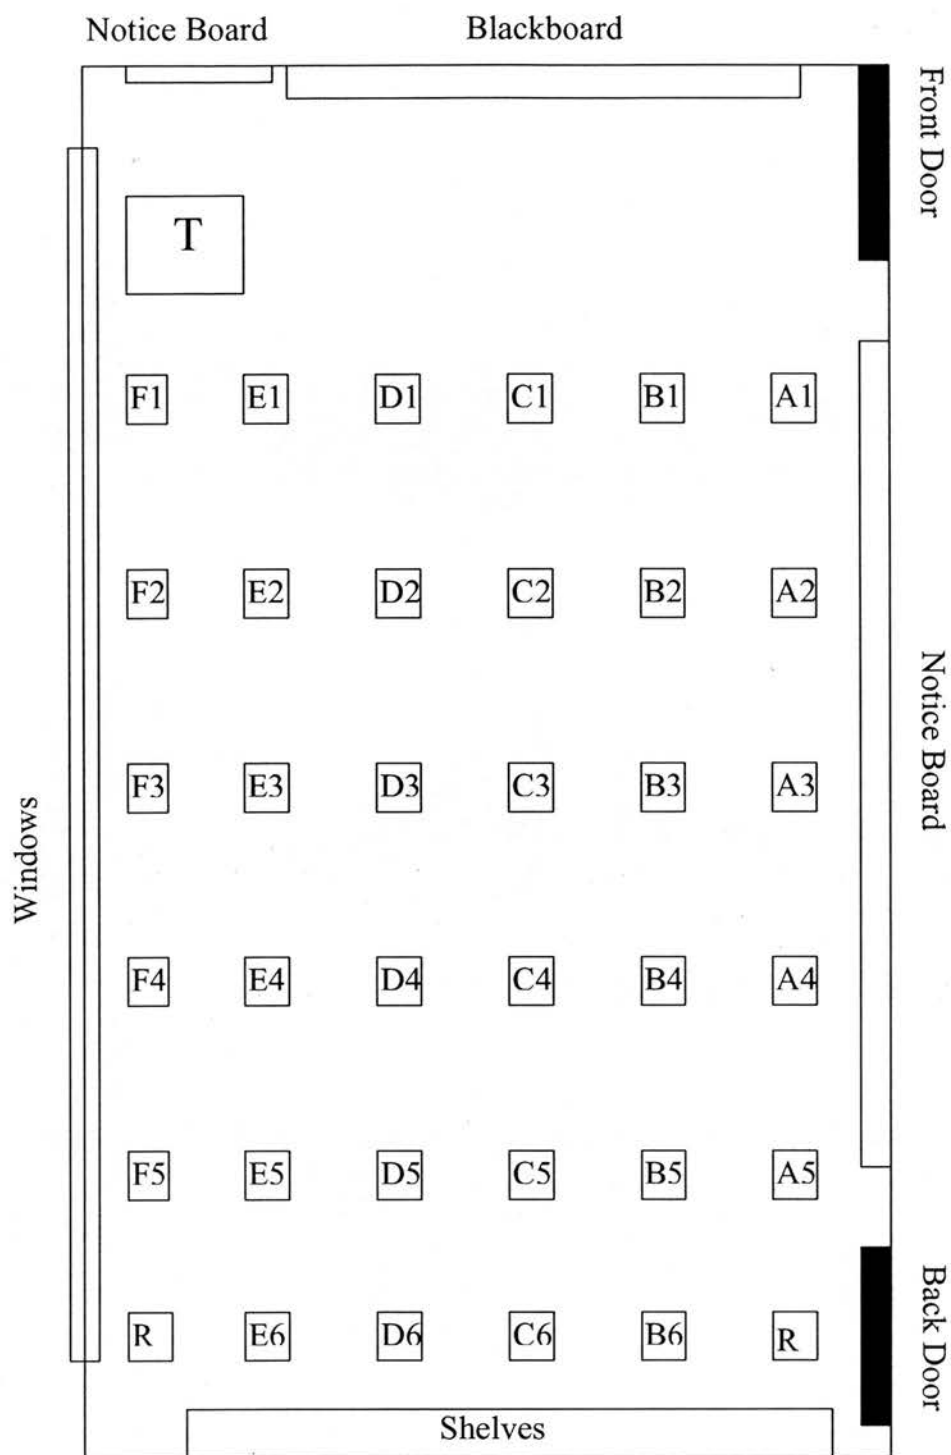 Notice Board
Blackboard
Front Door
T
F1 E1 D1 C1 B1 A1
F2 E2 D2 C2 B2 A2
Notice Board
F3 E3 D3 C3 B3 A3
Windows
F4 E4 D4 C4 B4 A4
F5 E5 D5 C5 B5 A5
Back Door
R E6 D6 C6 B6 R
Shelves